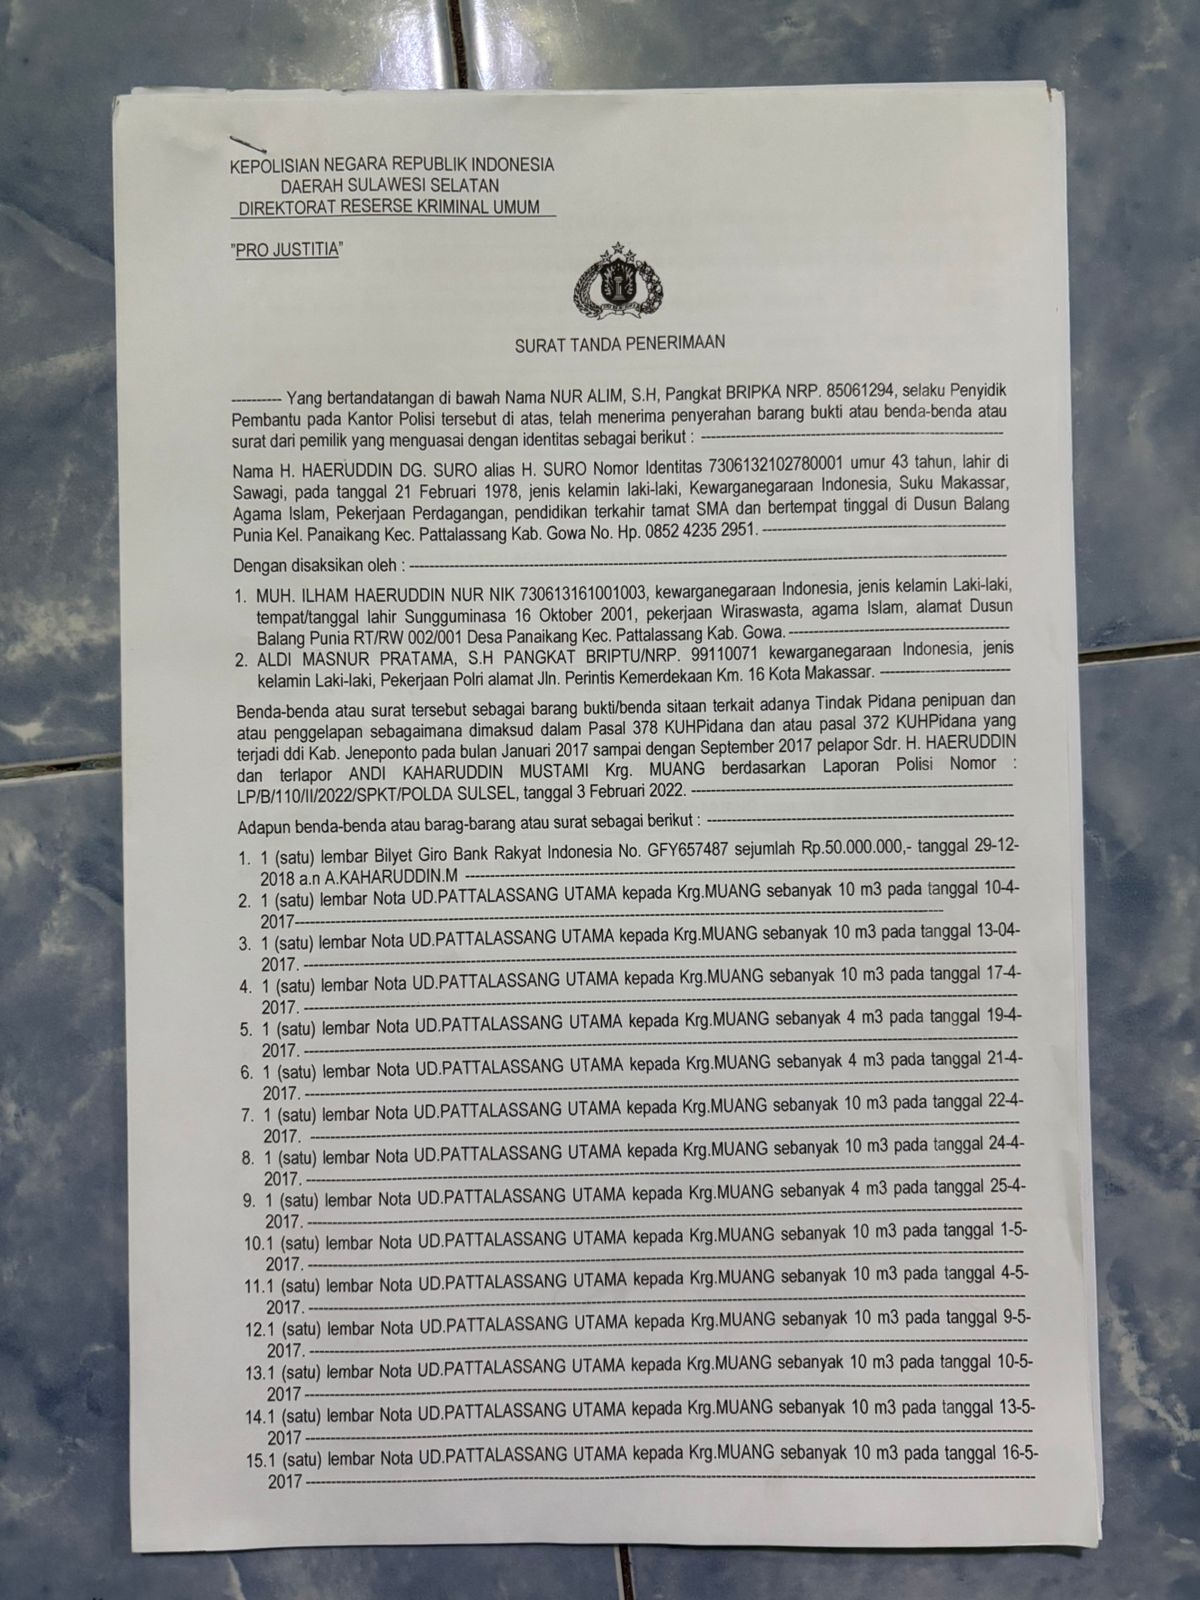 KEPOLISIAN NEGARA REPUBLIK INDONESIA
DAERAH SULAWESI SELATAN
DIREKTORAT RESERSE KRIMINAL UMUM
"PRO JUSTITIA"
SURAT TANDA PENERIMAAN
---------- Yang bertandatangan di bawah Nama NUR ALIM, S.H, Pangkat BRIPKA NRP. 85061294, selaku Penyidik
Pembantu pada Kantor Polisi tersebut di atas, telah menerima penyerahan barang bukti atau benda-benda atau
surat dari pemilik yang menguasai dengan identitas sebagai berikut : ----------
Nama H. HAERUDDIN DG. SURO alias H. SURO Nomor Identitas 7306132102780001 umur 43 tahun, lahir di
Sawagi, pada tanggal 21 Februari 1978, jenis kelamin laki-laki, Kewarganegaraan Indonesia, Suku Makassar,
Agama Islam, Pekerjaan Perdagangan, pendidikan terkahir tamat SMA dan bertempat tinggal di Dusun Balang
Punia Kel. Panaikang Kec. Pattalassang Kab. Gowa No. Hp. 0852 4235 2951. ----------
Dengan disaksikan oleh : ----------
1. MUH. ILHAM HAERUDDIN NUR NIK 730613161001003, kewarganegaraan Indonesia, jenis kelamin Laki-laki,
tempat/tanggal lahir Sungguminasa 16 Oktober 2001, pekerjaan Wiraswasta, agama Islam, alamat Dusun
Balang Punia RT/RW 002/001 Desa Panaikang Kec. Pattalassang Kab. Gowa.----------
2. ALDI MASNUR PRATAMA, S.H PANGKAT BRIPTU/NRP. 99110071 kewarganegaraan Indonesia, jenis
kelamin Laki-laki, Pekerjaan Polri alamat Jln. Perintis Kemerdekaan Km. 16 Kota Makassar. ----------
Benda-benda atau surat tersebut sebagai barang bukti/benda sitaan terkait adanya Tindak Pidana penipuan dan
atau penggelapan sebagaimana dimaksud dalam Pasal 378 KUHPidana dan atau pasal 372 KUHPidana yang
terjadi ddi Kab. Jeneponto pada bulan Januari 2017 sampai dengan September 2017 pelapor Sdr. H. HAERUDDIN
dan terlapor ANDI KAHARUDDIN MUSTAMI Krg. MUANG berdasarkan Laporan Polisi Nomor :
LP/B/110/II/2022/SPKT/POLDA SULSEL, tanggal 3 Februari 2022. ----------
Adapun benda-benda atau barag-barang atau surat sebagai berikut : ----------
1. 1 (satu) lembar Bilyet Giro Bank Rakyat Indonesia No. GFY657487 sejumlah Rp.50.000.000,- tanggal 29-12-
2018 a.n A.KAHARUDDIN.M ----------
2. 1 (satu) lembar Nota UD.PATTALASSANG UTAMA kepada Krg.MUANG sebanyak 10 m3 pada tanggal 10-4-
2017----------
3. 1 (satu) lembar Nota UD.PATTALASSANG UTAMA kepada Krg.MUANG sebanyak 10 m3 pada tanggal 13-04-
2017. ----------
4. 1 (satu) lembar Nota UD.PATTALASSANG UTAMA kepada Krg.MUANG sebanyak 10 m3 pada tanggal 17-4-
2017. ----------
5. 1 (satu) lembar Nota UD.PATTALASSANG UTAMA kepada Krg.MUANG sebanyak 4 m3 pada tanggal 19-4-
2017. ----------
6. 1 (satu) lembar Nota UD.PATTALASSANG UTAMA kepada Krg.MUANG sebanyak 4 m3 pada tanggal 21-4-
2017. ----------
7. 1 (satu) lembar Nota UD.PATTALASSANG UTAMA kepada Krg.MUANG sebanyak 10 m3 pada tanggal 22-4-
2017. ----------
8. 1 (satu) lembar Nota UD.PATTALASSANG UTAMA kepada Krg.MUANG sebanyak 10 m3 pada tanggal 24-4-
2017. ----------
9. 1 (satu) lembar Nota UD.PATTALASSANG UTAMA kepada Krg.MUANG sebanyak 4 m3 pada tanggal 25-4-
2017. ----------
10.1 (satu) lembar Nota UD.PATTALASSANG UTAMA kepada Krg.MUANG sebanyak 10 m3 pada tanggal 1-5-
2017. ----------
11.1 (satu) lembar Nota UD.PATTALASSANG UTAMA kepada Krg.MUANG sebanyak 10 m3 pada tanggal 4-5-
2017. ----------
12.1 (satu) lembar Nota UD.PATTALASSANG UTAMA kepada Krg.MUANG sebanyak 10 m3 pada tanggal 9-5-
2017. ----------
13.1 (satu) lembar Nota UD.PATTALASSANG UTAMA kepada Krg.MUANG sebanyak 10 m3 pada tanggal 10-5-
2017 ----------
14.1 (satu) lembar Nota UD.PATTALASSANG UTAMA kepada Krg.MUANG sebanyak 10 m3 pada tanggal 13-5-
2017 ----------
15.1 (satu) lembar Nota UD.PATTALASSANG UTAMA kepada Krg.MUANG sebanyak 10 m3 pada tanggal 16-5-
2017 ----------